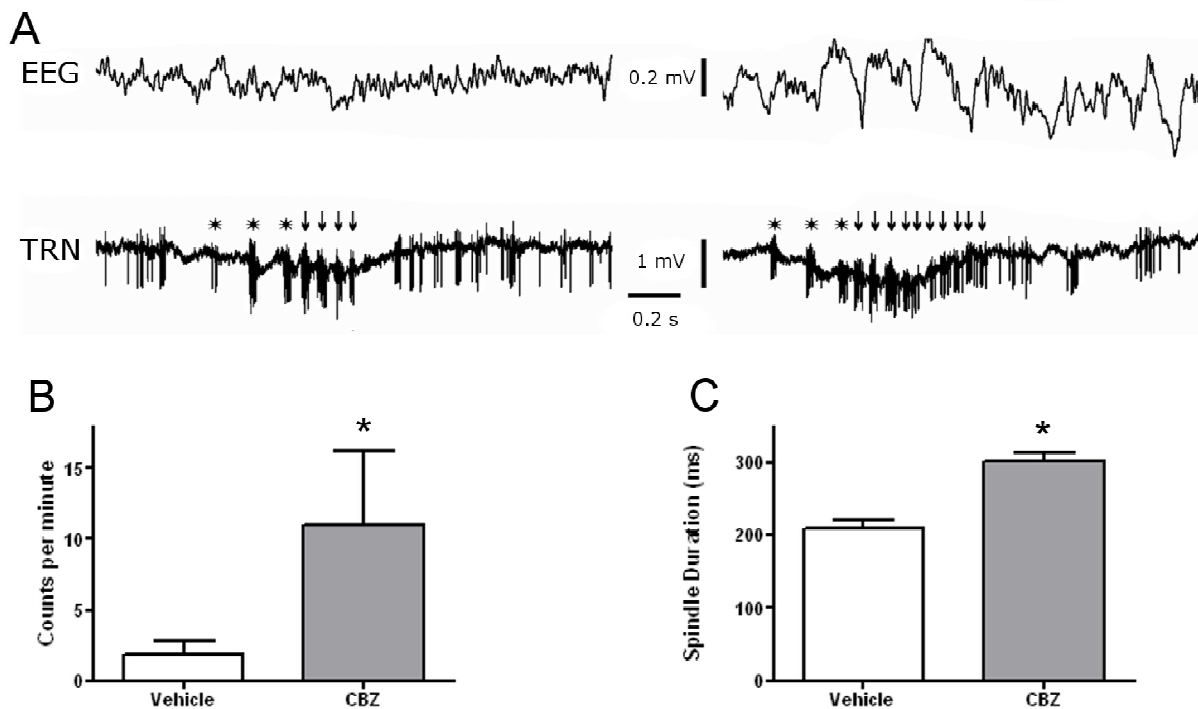 A
EEG
0.2 mV
TRN
* * *
* * *
1 mV
0.2 s
B
Counts per minute
15
10
5
0
*
Vehicle
CBZ
C
Spindle Duration (ms)
300
200
100
0
*
Vehicle
CBZ